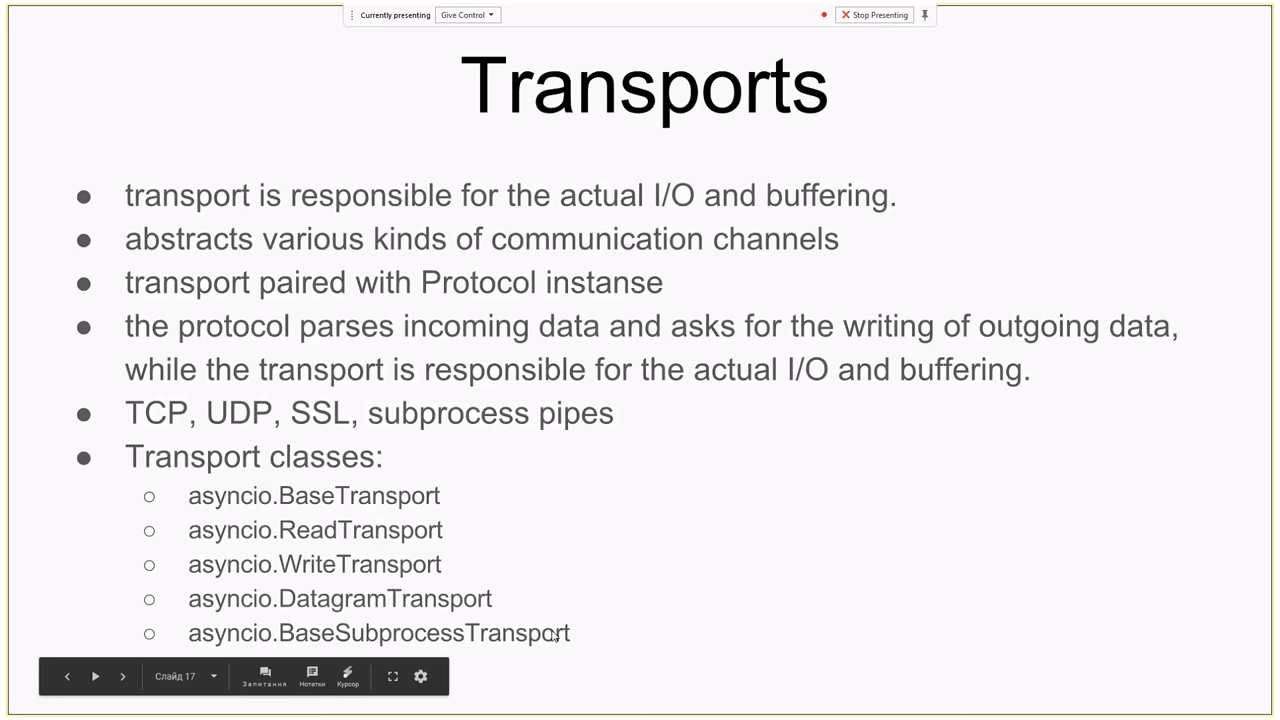 Currently presenting Give Control Stop Presenting
Transports
● transport is responsible for the actual I/O and buffering.
● abstracts various kinds of communication channels
● transport paired with Protocol instanse
● the protocol parses incoming data and asks for the writing of outgoing data,
while the transport is responsible for the actual I/O and buffering.
● TCP, UDP, SSL, subprocess pipes
● Transport classes:
○ asyncio.BaseTransport
○ asyncio.ReadTransport
○ asyncio.WriteTransport
○ asyncio.DatagramTransport
○ asyncio.BaseSubprocessTransport
Слайд 17 Запитання Нотатки Курсор